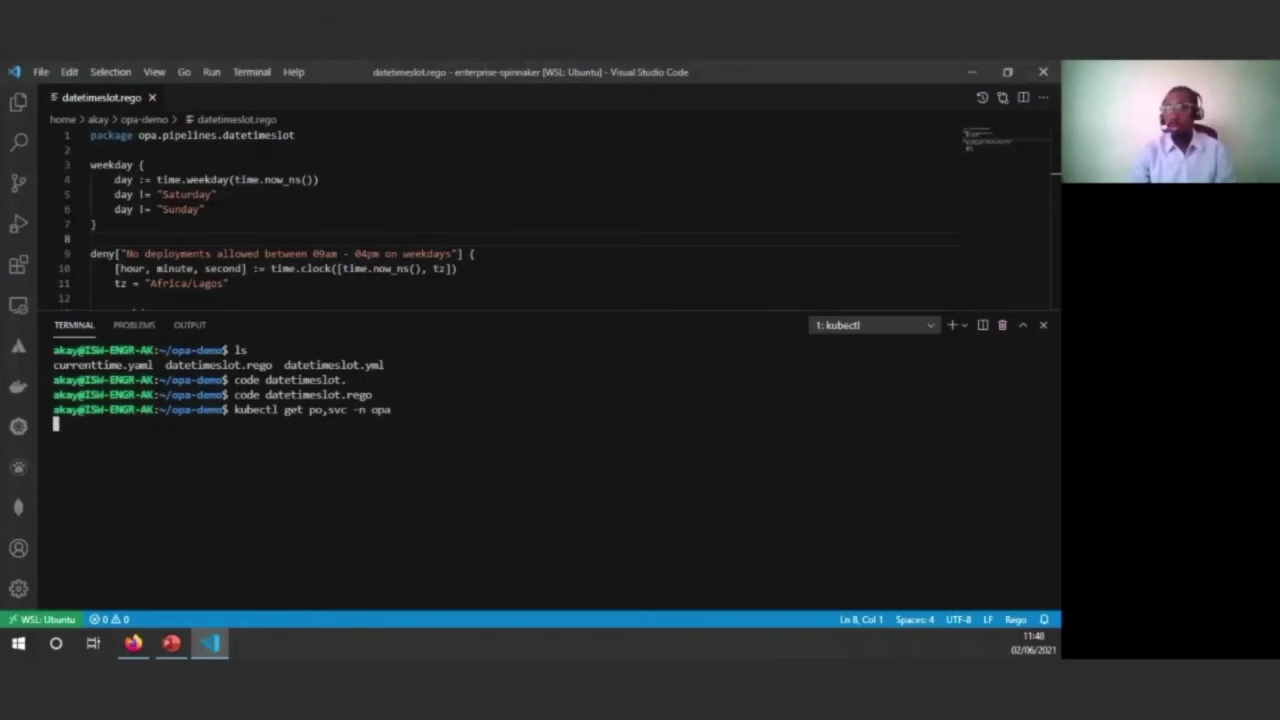 File Edit Selection View Go Run Terminal Help datetimeslot.rego - enterprise-spinnaker [WSL: Ubuntu] - Visual Studio Code
datetimeslot.rego
home > akay > opa-demo > datetimeslot.rego
1 package opa.pipelines.datetimeslot
2
3 weekday {
4 day := time.weekday(time.now_ns())
5 day != "Saturday"
6 day != "Sunday"
7 }
8
9 deny["No deployments allowed between 09am - 04pm on weekdays"] {
10 [hour, minute, second] := time.clock([time.now_ns(), tz])
11 tz = "Africa/Lagos"
12
TERMINAL PROBLEMS OUTPUT 1: kubectl
akay@ISW-ENGR-AK:~/opa-demo$ ls
currenttime.yaml datetimeslot.rego datetimeslot.yml
akay@ISW-ENGR-AK:~/opa-demo$ code datetimeslot.
akay@ISW-ENGR-AK:~/opa-demo$ code datetimeslot.rego
akay@ISW-ENGR-AK:~/opa-demo$ kubectl get po,svc -n opa
WSL: Ubuntu 0 0 Ln 8, Col 1 Spaces: 4 UTF-8 LF Rego
11:48
02/06/2021